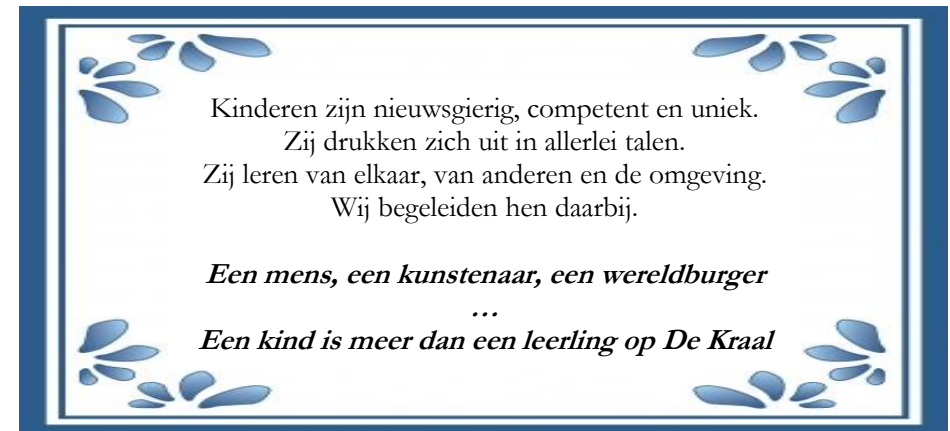 Kinderen zijn nieuwsgierig, competent en uniek.
Zij drukken zich uit in allerlei talen.
Zij leren van elkaar, van anderen en de omgeving.
Wij begeleiden hen daarbij.
Een mens, een kunstenaar, een wereldburger
…
Een kind is meer dan een leerling op De Kraal